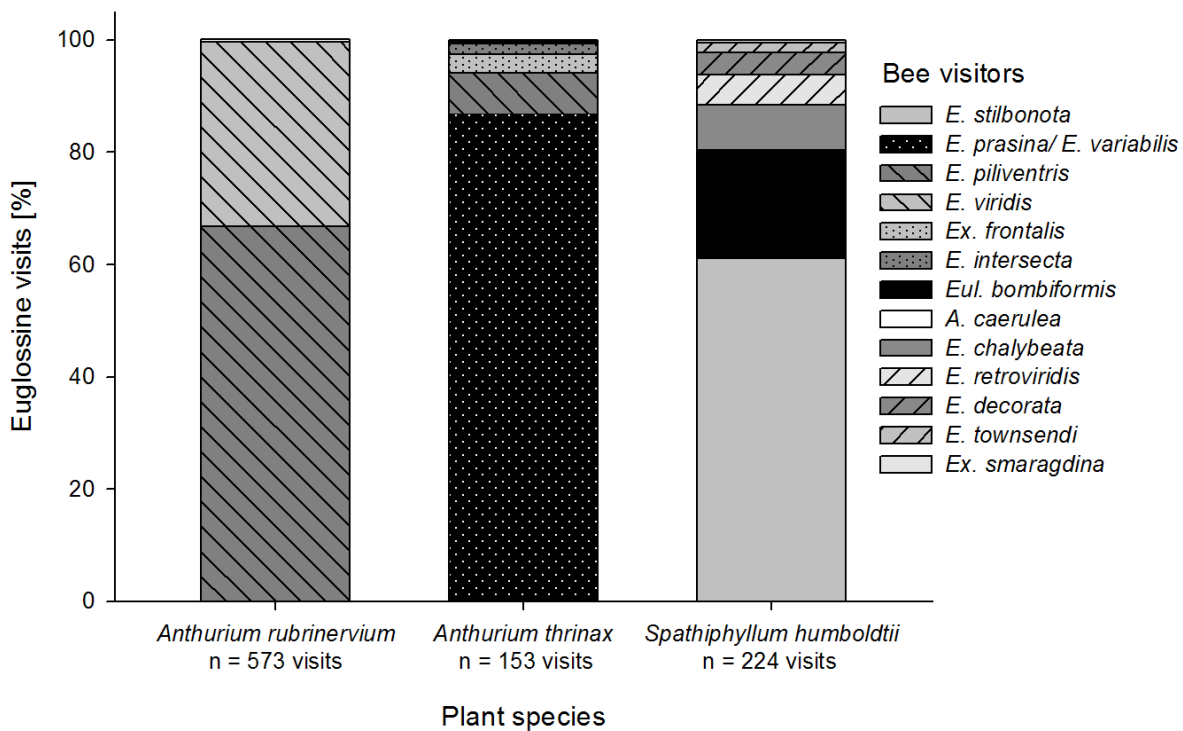 Euglossine visits [%]
100
80
60
40
20
0
Anthurium rubrinervium
n = 573 visits
Anthurium thrinax
n = 153 visits
Spathiphyllum humboldtii
n = 224 visits
Plant species
Bee visitors
E. stilbonota
E. prasina/ E. variabilis
E. piliventris
E. viridis
Ex. frontalis
E. intersecta
Eul. bombiformis
A. caerulea
E. chalybeata
E. retroviridis
E. decorata
E. townsendi
Ex. smaragdina